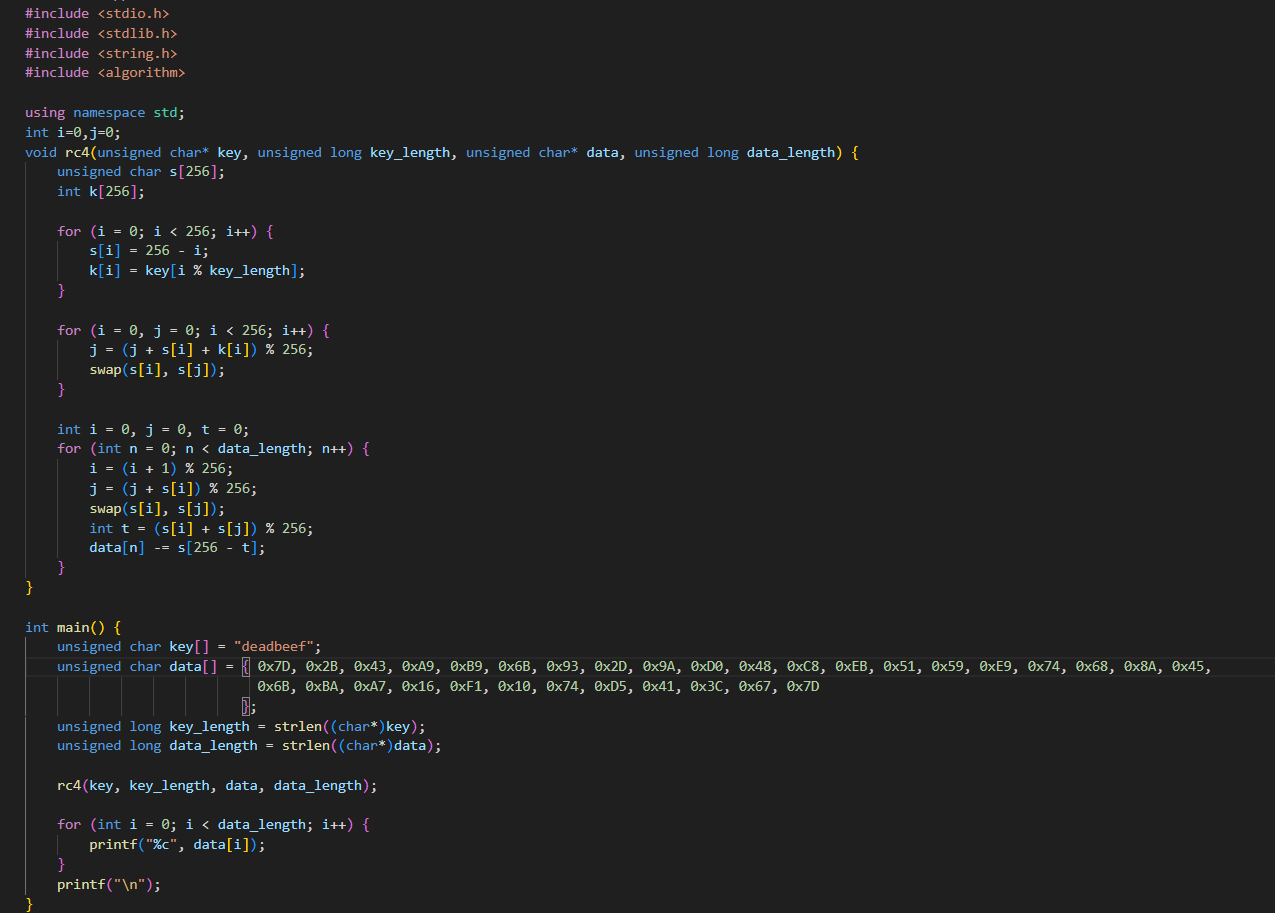 #include <stdio.h>
#include <stdlib.h>
#include <string.h>
#include <algorithm>

using namespace std;
int i=0,j=0;
void rc4(unsigned char* key, unsigned long key_length, unsigned char* data, unsigned long data_length) {
    unsigned char s[256];
    int k[256];

    for (i = 0; i < 256; i++) {
        s[i] = 256 - i;
        k[i] = key[i % key_length];
    }

    for (i = 0, j = 0; i < 256; i++) {
        j = (j + s[i] + k[i]) % 256;
        swap(s[i], s[j]);
    }

    int i = 0, j = 0, t = 0;
    for (int n = 0; n < data_length; n++) {
        i = (i + 1) % 256;
        j = (j + s[i]) % 256;
        swap(s[i], s[j]);
        int t = (s[i] + s[j]) % 256;
        data[n] -= s[256 - t];
    }
}

int main() {
    unsigned char key[] = "deadbeef";
    unsigned char data[] = { 0x7D, 0x2B, 0x43, 0xA9, 0xB9, 0x6B, 0x93, 0x2D, 0x9A, 0xD0, 0x48, 0xC8, 0xEB, 0x51, 0x59, 0xE9, 0x74, 0x68, 0x8A, 0x45,
                             0x6B, 0xBA, 0xA7, 0x16, 0xF1, 0x10, 0x74, 0xD5, 0x41, 0x3C, 0x67, 0x7D
                           };
    unsigned long key_length = strlen((char*)key);
    unsigned long data_length = strlen((char*)data);

    rc4(key, key_length, data, data_length);

    for (int i = 0; i < data_length; i++) {
        printf("%c", data[i]);
    }
    printf("\n");
}